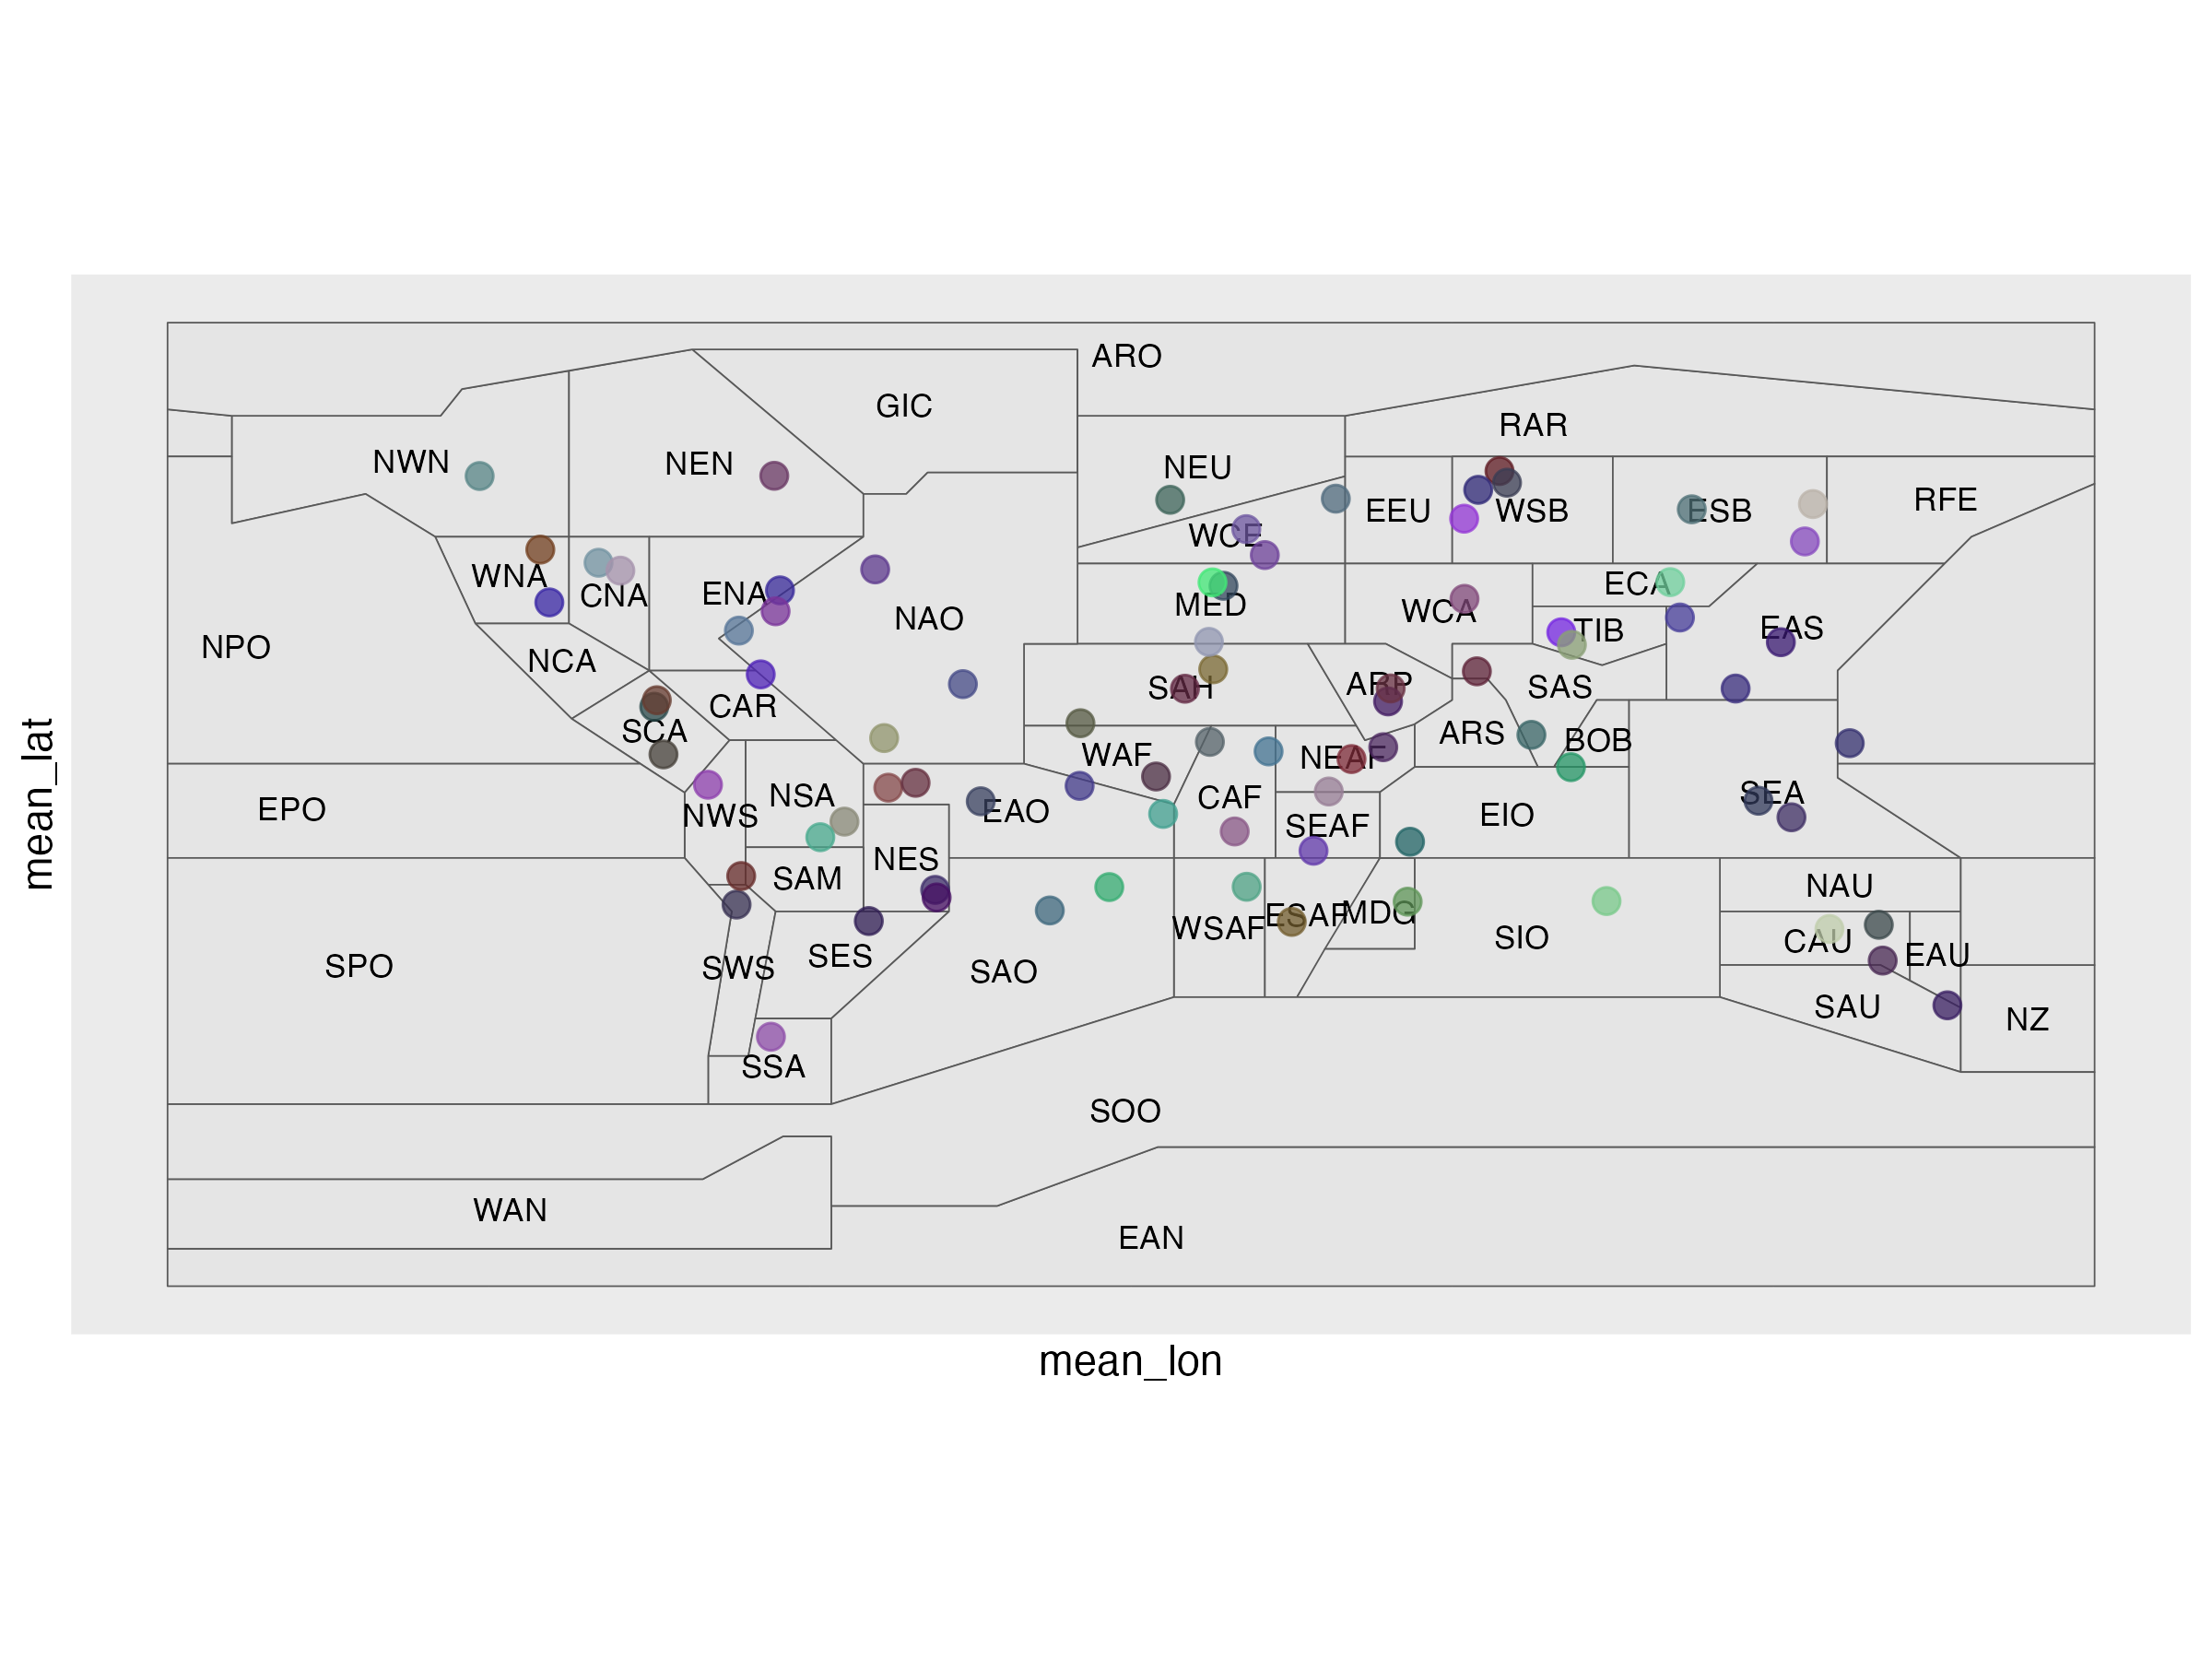 ARO
GIC
RAR
NWN
NEN
NEU
RFE
EEU
WSB
ESB
WCE
WNA
CNA
ENA
NAO
MED
WCA
ECA
TIB
EAS
NPO
NCA
SAH
ARP
SAS
CAR
SCA
WAF
NEAF
ARS
BOB
EPO
NWS
NSA
EAO
CAF
SEAF
EIO
SEA
NES
SAM
NAU
WSAF
ESAF
MDG
SIO
CAU
EAU
SPO
SWS
SES
SAO
SAU
NZ
SSA
SOO
WAN
EAN
mean_lat
mean_lon